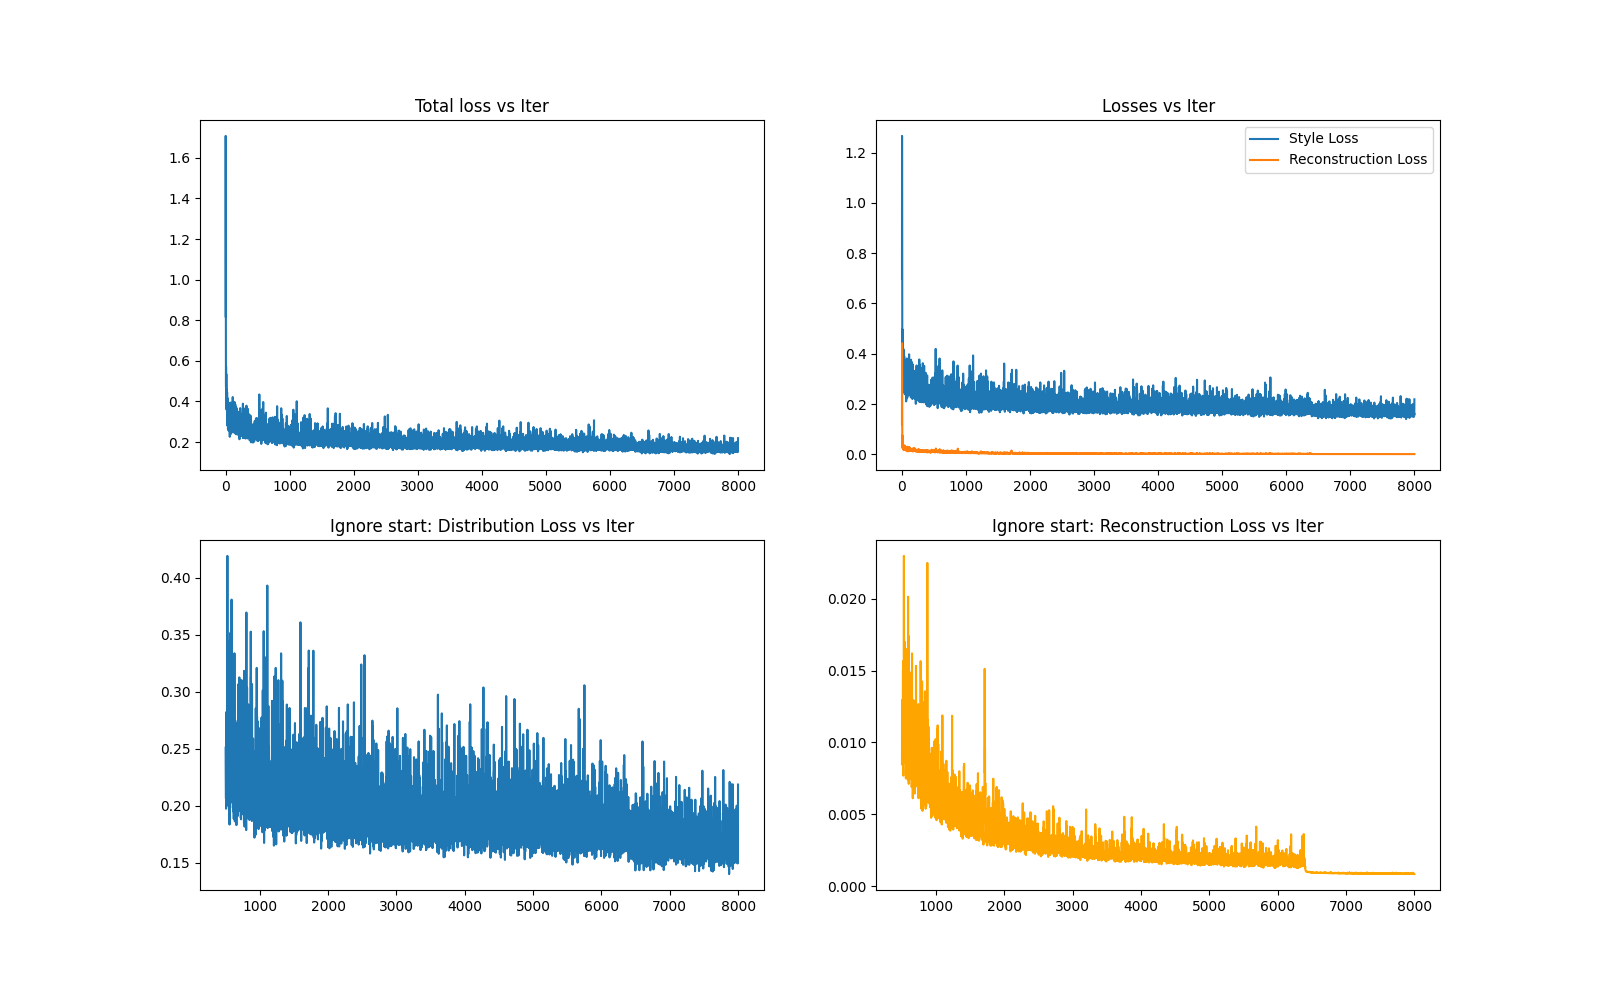 Total loss vs Iter
1.6
1.4
1.2
1.0
0.8
0.6
0.4
0.2
0 1000 2000 3000 4000 5000 6000 7000 8000
Losses vs Iter
Style Loss
Reconstruction Loss
1.2
1.0
0.8
0.6
0.4
0.2
0.0
0 1000 2000 3000 4000 5000 6000 7000 8000
Ignore start: Distribution Loss vs Iter
0.40
0.35
0.30
0.25
0.20
0.15
1000 2000 3000 4000 5000 6000 7000 8000
Ignore start: Reconstruction Loss vs Iter
0.020
0.015
0.010
0.005
0.000
1000 2000 3000 4000 5000 6000 7000 8000